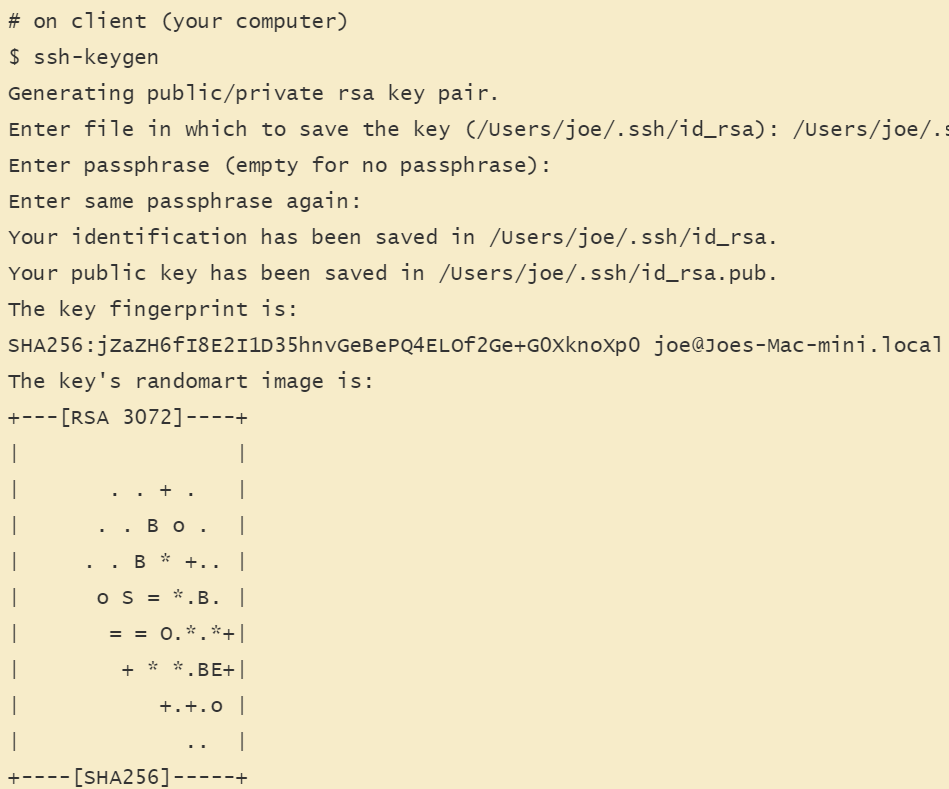 # on client (your computer)
$ ssh-keygen
Generating public/private rsa key pair.
Enter file in which to save the key (/Users/joe/.ssh/id_rsa): /Users/joe/.s
Enter passphrase (empty for no passphrase):
Enter same passphrase again:
Your identification has been saved in /Users/joe/.ssh/id_rsa.
Your public key has been saved in /Users/joe/.ssh/id_rsa.pub.
The key fingerprint is:
SHA256:jZaZH6fI8E2I1D35hnvGeBePQ4ELOf2Ge+G0XknoXp0 joe@Joes-Mac-mini.local
The key's randomart image is:
+---[RSA 3072]----+
|                 |
|       . . + .   |
|      . . B o .  |
|     . . B * +.. |
|      o S = *.B. |
|       = = O.*.*+|
|        + * *.BE+|
|           +.+.o |
|             ..  |
+----[SHA256]-----+